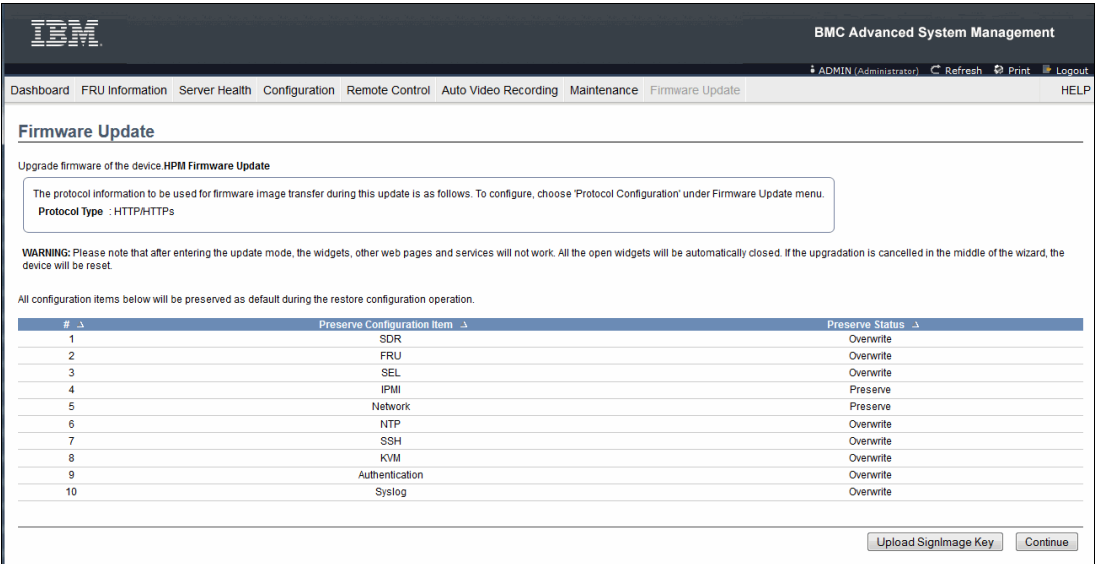 IBM.
BMC Advanced System Management
ADMIN (Administrator) Refresh Print Logout
Dashboard FRU Information Server Health Configuration Remote Control Auto Video Recording Maintenance Firmware Update HELP
Firmware Update
Upgrade firmware of the device.HPM Firmware Update
The protocol information to be used for firmware image transfer during this update is as follows. To configure, choose 'Protocol Configuration' under Firmware Update menu.
Protocol Type : HTTP/HTTPs
WARNING: Please note that after entering the update mode, the widgets, other web pages and services will not work. All the open widgets will be automatically closed. If the upgradation is cancelled in the middle of the wizard, the
device will be reset.
All configuration items below will be preserved as default during the restore configuration operation.
# Preserve Configuration Item Preserve Status
1 SDR Overwrite
2 FRU Overwrite
3 SEL Overwrite
4 IPMI Preserve
5 Network Preserve
6 NTP Overwrite
7 SSH Overwrite
8 KVM Overwrite
9 Authentication Overwrite
10 Syslog Overwrite
Upload SignImage Key Continue